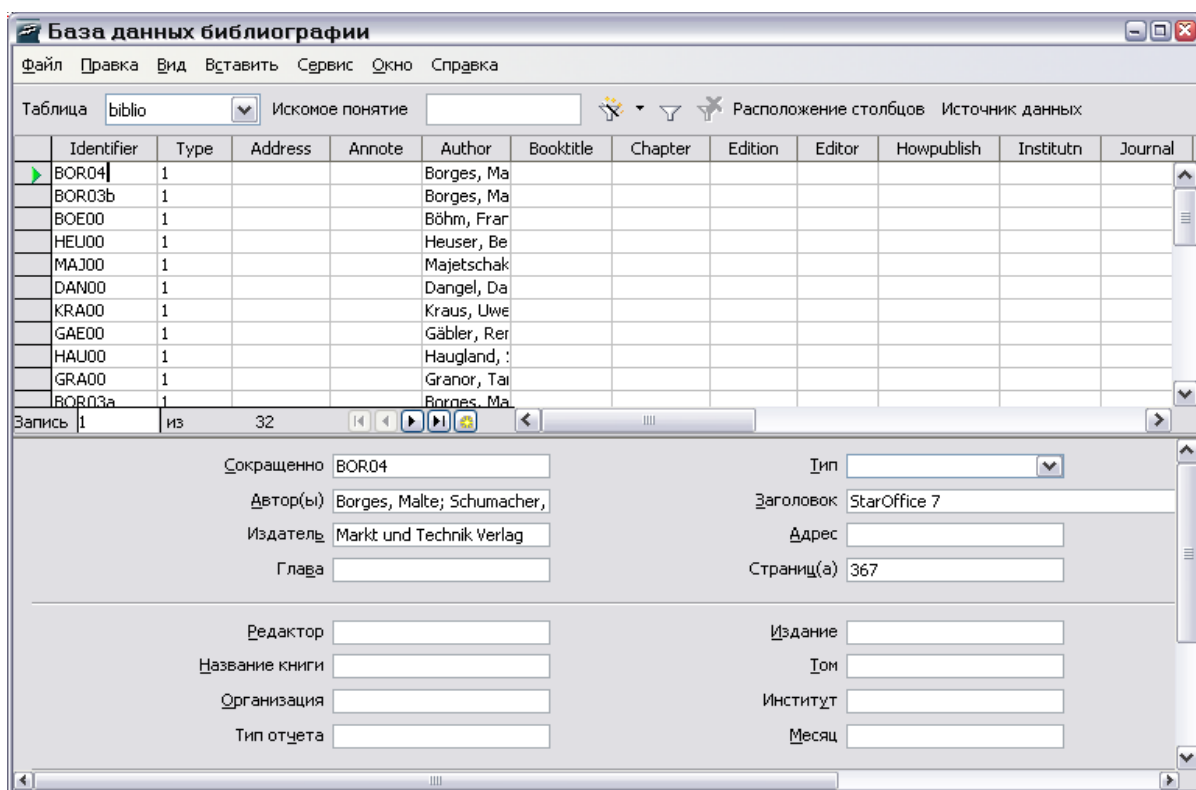 База данных библиографии
Файл Правка Вид Вставить Сервис Окно Справка
Таблица biblio Искомое понятие Расположение столбцов Источник данных
Identifier Type Address Annote Author Booktitle Chapter Edition Editor Howpublish Institutn Journal
BOR04 1 Borges, Ma
BOR03b 1 Borges, Ma
BOE00 1 Böhm, Fran
HEU00 1 Heuser, Be
MAJ00 1 Majetschak
DAN00 1 Dangel, Da
KRA00 1 Kraus, Uwe
GAE00 1 Gäbler, Ren
HAU00 1 Haugland,
GRA00 1 Granor, Ta
BOR03a 1 Borges, Ma
Запись 1 из 32
Сокращенно BOR04 Тип
Автор(ы) Borges, Malte; Schumacher, Заголовок StarOffice 7
Издатель Markt und Technik Verlag Адрес
Глава Страниц(а) 367
Редактор Издание
Название книги Том
Организация Институт
Тип отчета Месяц